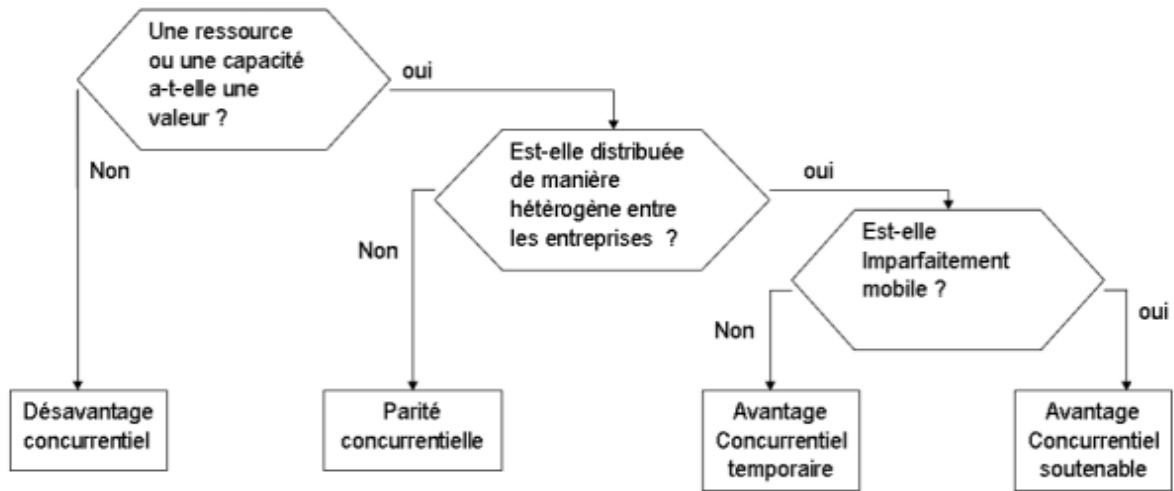 Une ressource
ou une capacité
a-t-elle une
valeur ?
oui
Non
Est-elle distribuée
de manière
hétèrogène entre
les entreprises ?
oui
Non
Est-elle
Imparfaitement
mobile ?
Non
oui
Désavantage
concurrentiel
Parité
concurrentielle
Avantage
Concurrentiel
temporaire
Avantage
Concurrentiel
soutenable